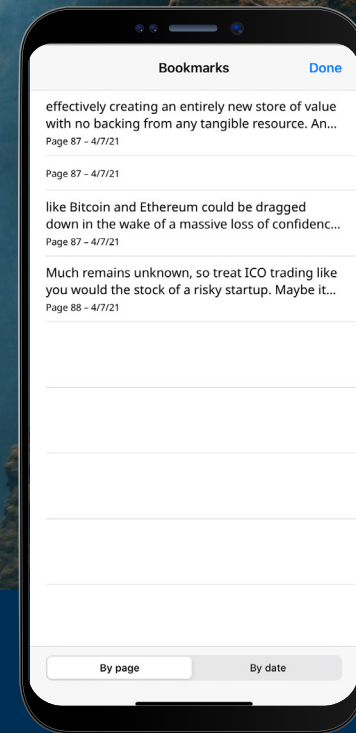 Bookmarks
Done
effectively creating an entirely new store of value
with no backing from any tangible resource. An...
Page 87 – 4/7/21
Page 87 – 4/7/21
like Bitcoin and Ethereum could be dragged
down in the wake of a massive loss of confidenc...
Page 87 – 4/7/21
Much remains unknown, so treat ICO trading like
you would the stock of a risky startup. Maybe it...
Page 88 – 4/7/21
By page
By date